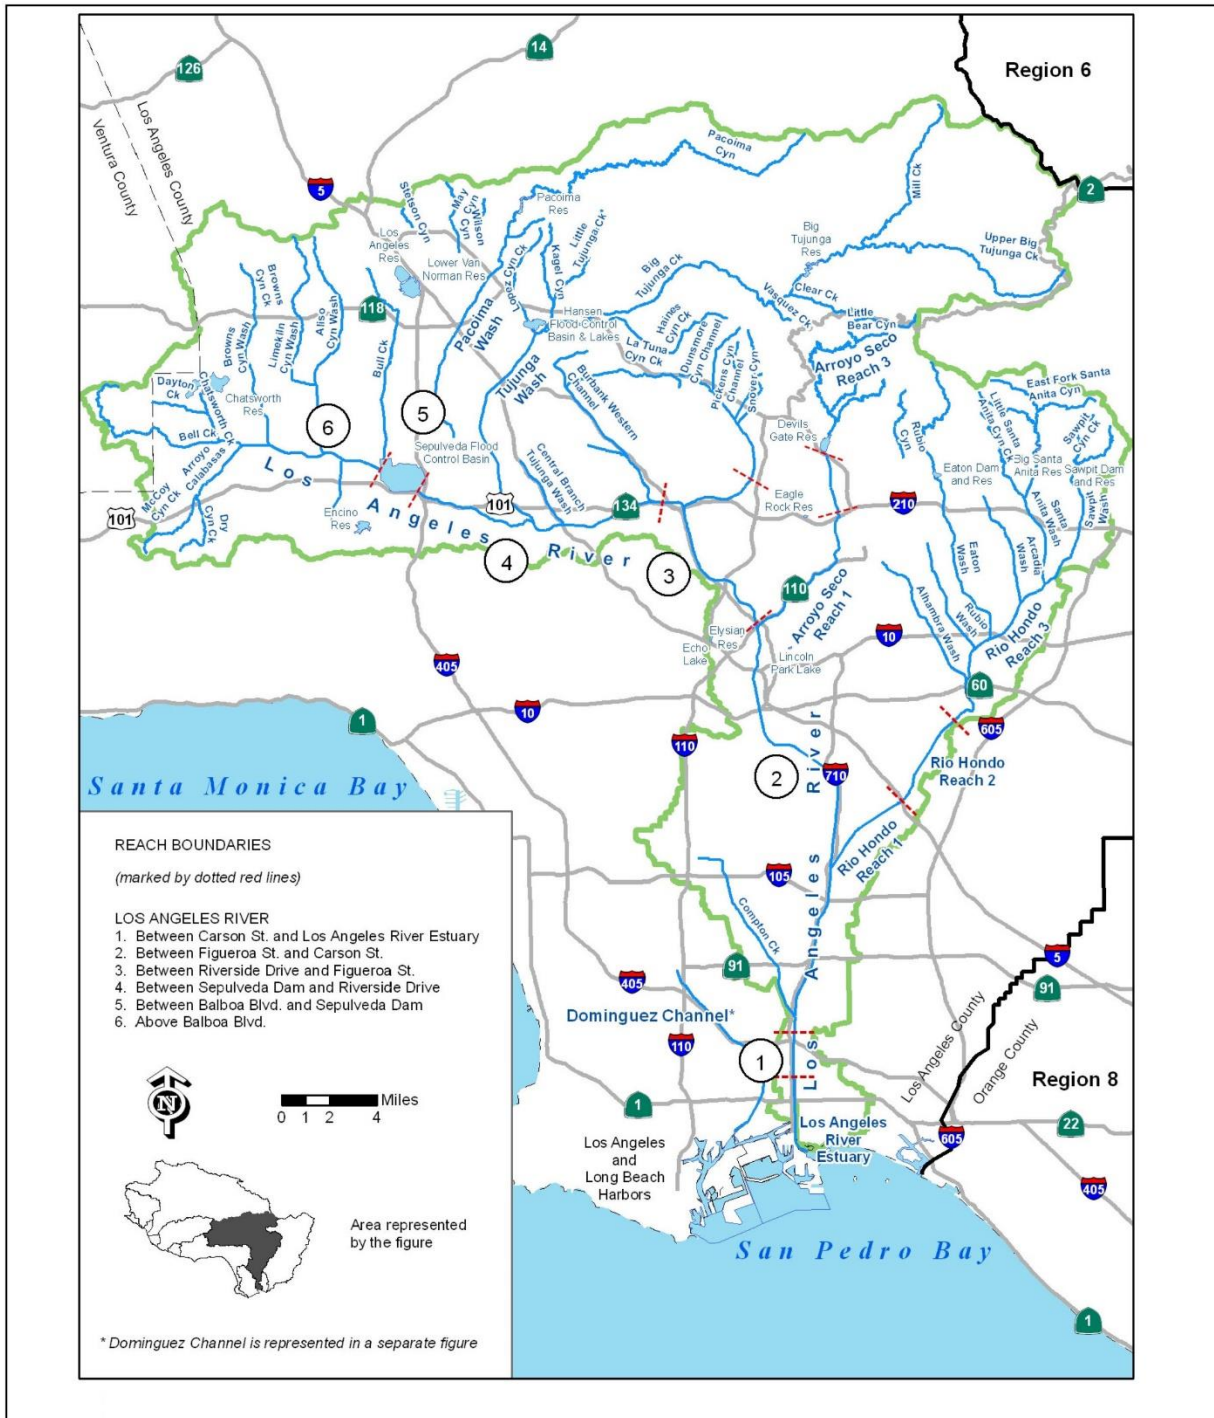 14
Region 6
126
Los Angeles County
Ventura County
Pacoima
Cyn
Mill Ck
2
5
Stetson Cyn
May
Cyn
Wilson
Cyn
Pacoima
Res
Little
Tujunga Ck*
Kagel Cyn
Lopez Cyn Ck
Los
Angeles
Res
Lower Van
Norman Res
Big
Tujunga Res
Upper Big
Tujunga Ck
Big
Tujunga Ck
Clear Ck
Vasquez Ck
Little
Bear Cyn
Browns
Cyn Ck
Browns
Cyn Wash
Limekiln
Cyn Wash
Aliso
Cyn Wash
118
Bull Ck
Pacoima
Wash
Hansen
Flood Control
Basin & Lakes
Tujunga
Wash
Haines
Cyn Ck
La Tuna
Cyn Ck
Dunsmore
Cyn Channel
Pickens Cyn
Channel
Snover Cyn
Burbank Western
Channel
Arroyo Seco
Reach 3
East Fork Santa
Anita Cyn
Little Santa
Anita Cyn Ck
Sawpit
Cyn Ck
Dayton
Ck
Chatsworth Ck
Chatsworth
Res
Bell Ck
Arroyo
Calabasas
McCoy
Cyn Ck
Dry
Cyn Ck
6
5
Sepulveda Flood
Control Basin
Devils
Gate Res
Rubio
Cyn
Eaton Dam
and Res
Big Santa
Anita Res
Sawpit Dam
and Res
Central Branch
Tujunga Wash
101
101
134
Eagle
Rock Res
210
Encino
Res
Los Angeles River
4
3
Santa
Anita Wash
Sawpit
Wash
Arcadia
Wash
Eaton
Wash
Rubio
Wash
Alhambra Wash
110
Arroyo Seco
Reach 1
Elysian
Res
Echo
Lake
Lincoln
Park Lake
10
Rio Hondo
Reach 3
405
60
10
1
110
605
Rio Hondo
Reach 2
Santa Monica Bay
2
710
Rio Hondo
Reach 1
105
Compton Ck
Los Angeles River
91
405
5
91
Dominguez Channel*
110
1
Los Angeles County
Orange County
Region 8
1
22
605
405
Los Angeles
River
Estuary
Los Angeles
and
Long Beach
Harbors
San Pedro Bay
1
REACH BOUNDARIES
(marked by dotted red lines)
LOS ANGELES RIVER
1. Between Carson St. and Los Angeles River Estuary
2. Between Figueroa St. and Carson St.
3. Between Riverside Drive and Figueroa St.
4. Between Sepulveda Dam and Riverside Drive
5. Between Balboa Blvd. and Sepulveda Dam
6. Above Balboa Blvd.
N
Miles
0 1 2 4
Area represented
by the figure
* Dominguez Channel is represented in a separate figure